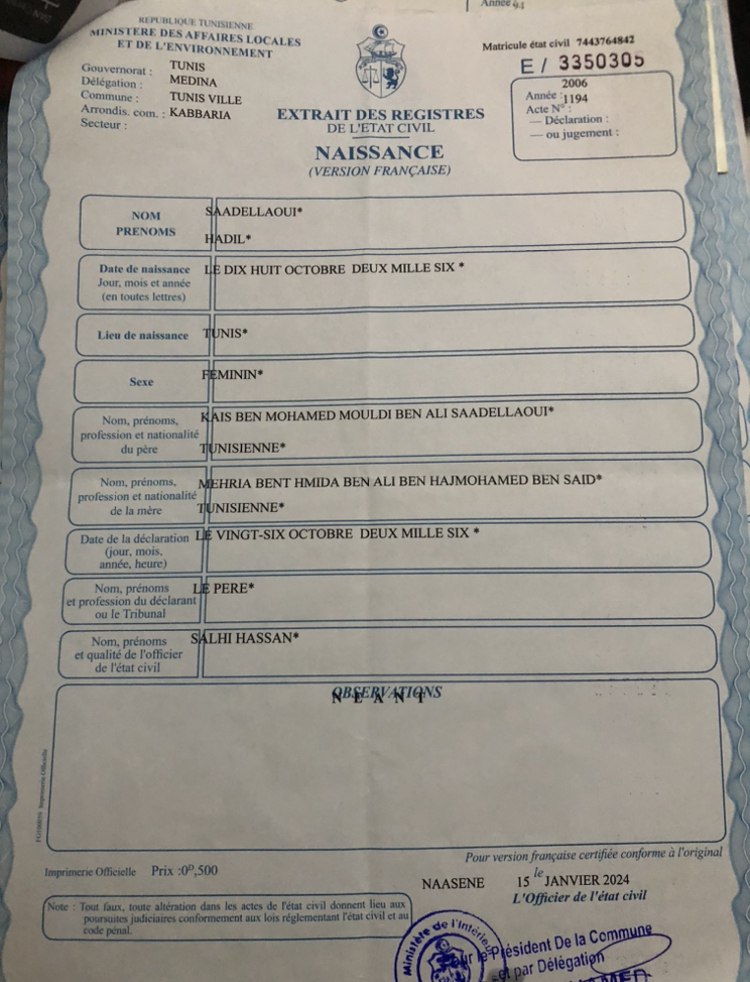 Année 94
REPUBLIQUE TUNISIENNE
MINISTERE DES AFFAIRES LOCALES
ET DE L'ENVIRONNEMENT
Gouvernorat : TUNIS
Délégation : MEDINA
Commune : TUNIS VILLE
Arrondis. com. : KABBARIA
Secteur :
Matricule état civil 7443764842
E / 3350305
2006
Année :
1194
Acte N° :
— Déclaration :
— ou jugement :
EXTRAIT DES REGISTRES
DE L'ETAT CIVIL
NAISSANCE
(VERSION FRANÇAISE)
NOM SAADELLAOUI*
PRENOMS HADIL*
Date de naissance LE DIX HUIT OCTOBRE DEUX MILLE SIX *
Jour, mois et année
(en toutes lettres)
Lieu de naissance TUNIS*
Sexe FEMININ*
Nom, prénoms, KAIS BEN MOHAMED MOULDI BEN ALI SAADELLAOUI*
profession et nationalité
du père TUNISIENNE*
Nom, prénoms, MEHRIA BENT HMIDA BEN ALI BEN HAJMOHAMED BEN SAID*
profession et nationalité
de la mère TUNISIENNE*
Date de la déclaration LE VINGT-SIX OCTOBRE DEUX MILLE SIX *
(jour, mois,
année, heure)
Nom, prénoms LE PERE*
et profession du déclarant
ou le Tribunal
Nom, prénoms SALHI HASSAN*
et qualité de l'officier
de l'état civil
OBSERVATIONS
N E A N T
Imprimerie Officielle
Imprimerie Officielle Prix :0ᴰ,500
Pour version française certifiée conforme à l'original
NAASENE le 15 JANVIER 2024
L'Officier de l'état civil
Note : Tout faux, toute altération dans les actes de l'état civil donnent lieu aux
poursuites judiciaires conformement aux lois réglementant l'état civil et au
code pénal.
Ministère de l'Intérieur
Pour le Président De la Commune
et par Délégation